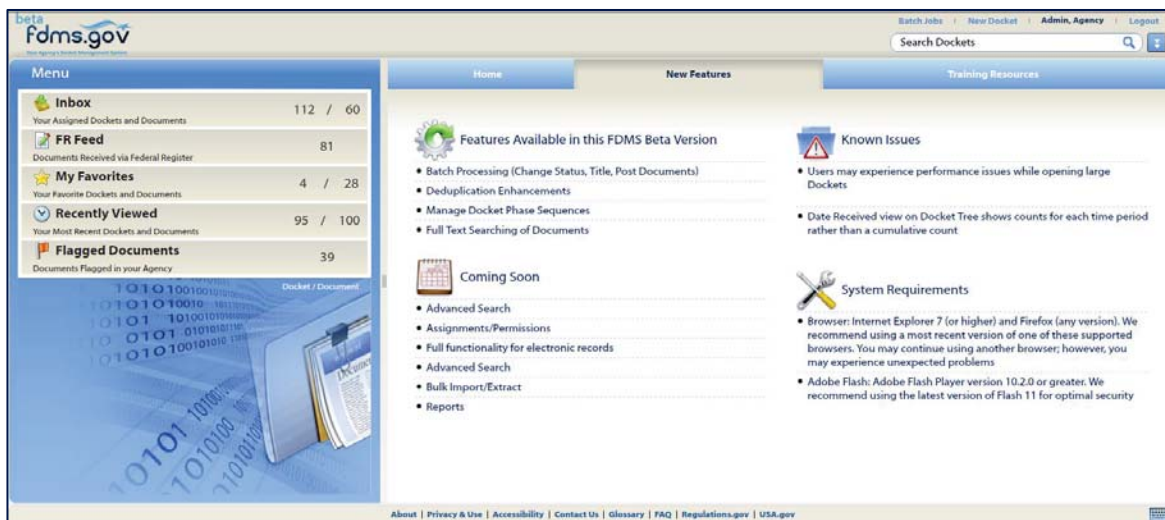 beta
fdms.gov
Your Agency's Docket Management System
Batch Jobs | New Docket | Admin, Agency | Logout
Search Dockets
Menu
Home
New Features
Training Resources
Inbox
112 / 60
Your Assigned Dockets and Documents
FR Feed
81
Documents Received via Federal Register
My Favorites
4 / 28
Your Favorite Dockets and Documents
Recently Viewed
95 / 100
Your Most Recent Dockets and Documents
Flagged Documents
39
Documents Flagged in your Agency
Docket / Document
Features Available in this FDMS Beta Version
• Batch Processing (Change Status, Title, Post Documents)
• Deduplication Enhancements
• Manage Docket Phase Sequences
• Full Text Searching of Documents
Coming Soon
• Advanced Search
• Assignments/Permissions
• Full functionality for electronic records
• Advanced Search
• Bulk Import/Extract
• Reports
Known Issues
• Users may experience performance issues while opening large
Dockets
• Date Received view on Docket Tree shows counts for each time period
rather than a cumulative count
System Requirements
• Browser: Internet Explorer 7 (or higher) and Firefox (any version). We
recommend using a most recent version of one of these supported
browsers. You may continue using another browser; however, you
may experience unexpected problems
• Adobe Flash: Adobe Flash Player version 10.2.0 or greater. We
recommend using the latest version of Flash 11 for optimal security
About | Privacy & Use | Accessibility | Contact Us | Glossary | FAQ | Regulations.gov | USA.gov